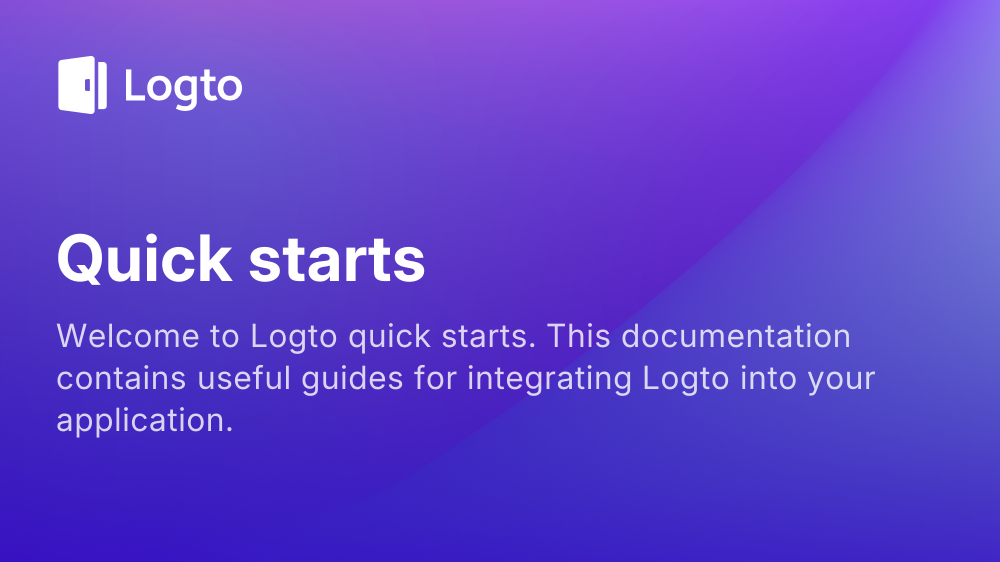 Logto
Quick starts
Welcome to Logto quick starts. This documentation
contains useful guides for integrating Logto into your
application.